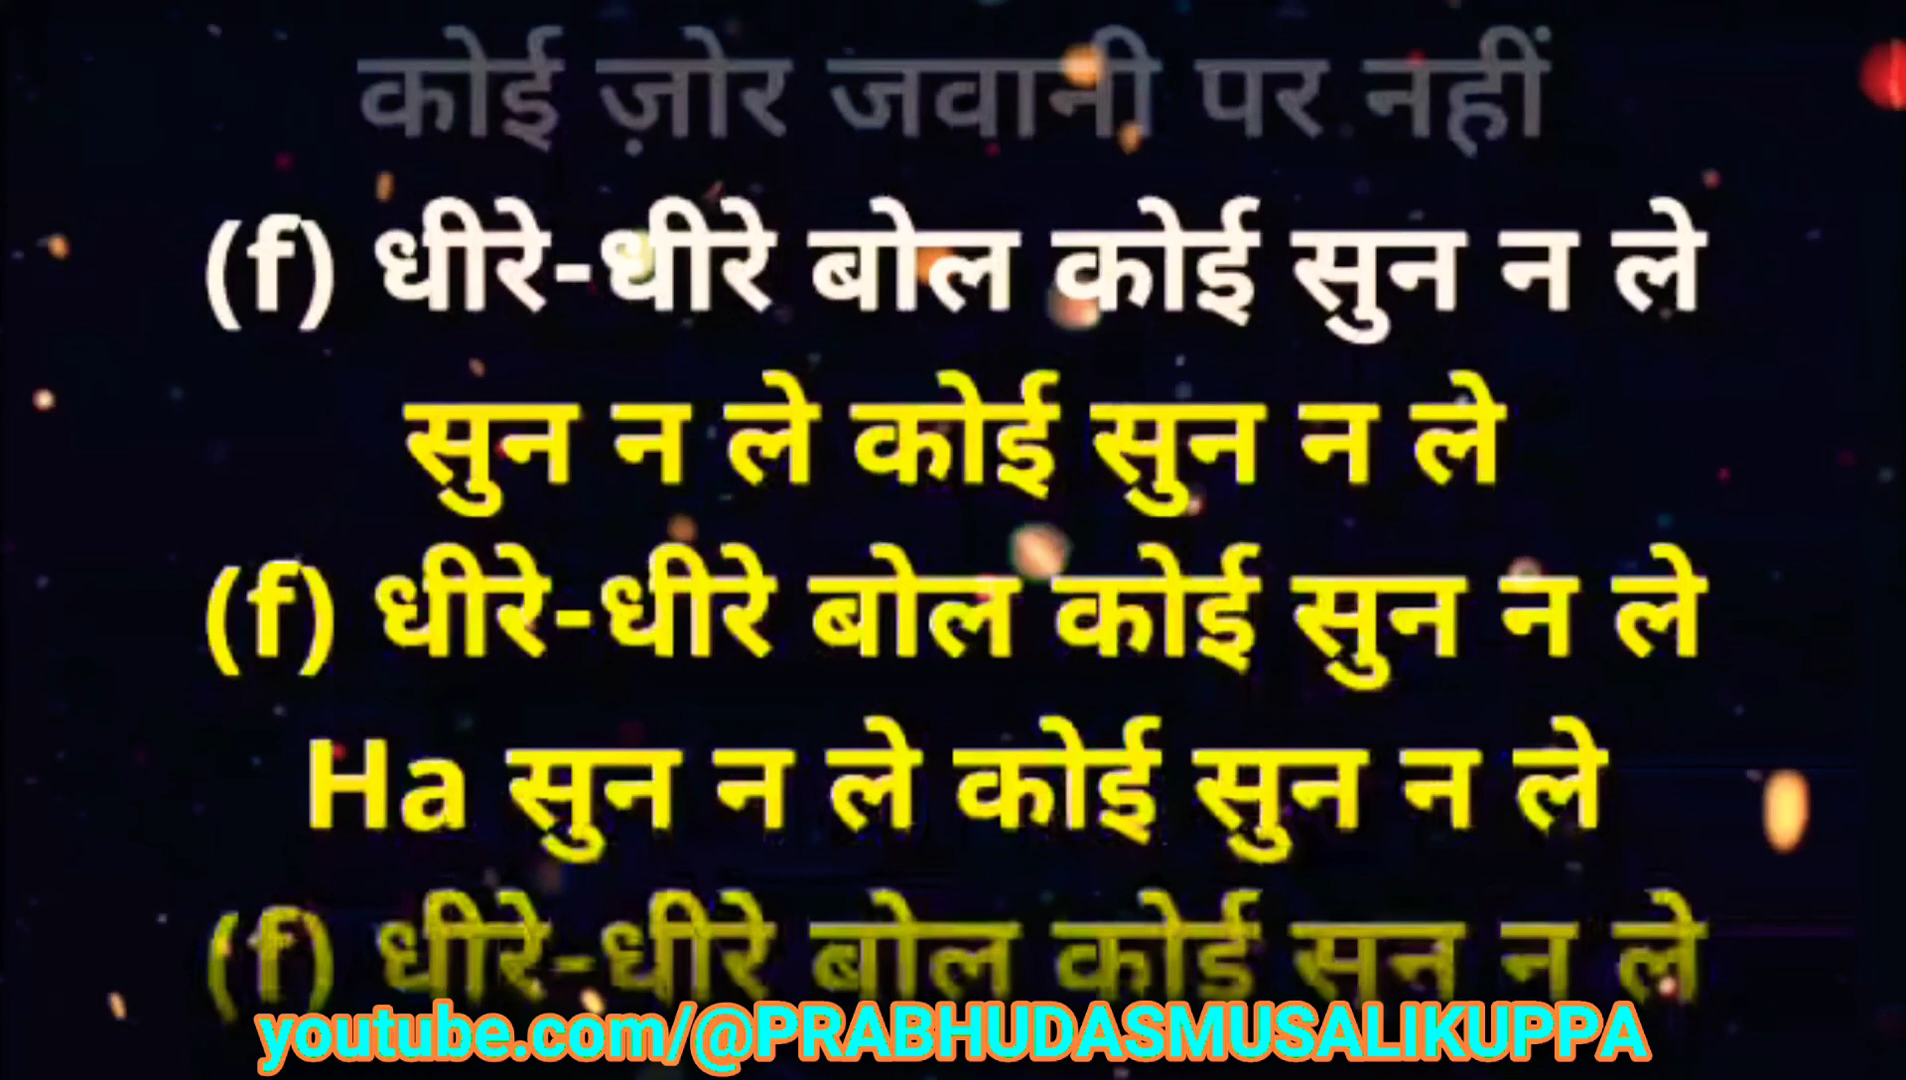 कोई ज़ोर जवानी पर नहीं
(f) धीरे-धीरे बोल कोई सुन न ले
सुन न ले कोई सुन न ले
(f) धीरे-धीरे बोल कोई सुन न ले
Ha सुन न ले कोई सुन न ले
(f) धीरे-धीरे बोल कोई सुन न ले
youtube.com/@PRABHUDASMUSALIKUPPA